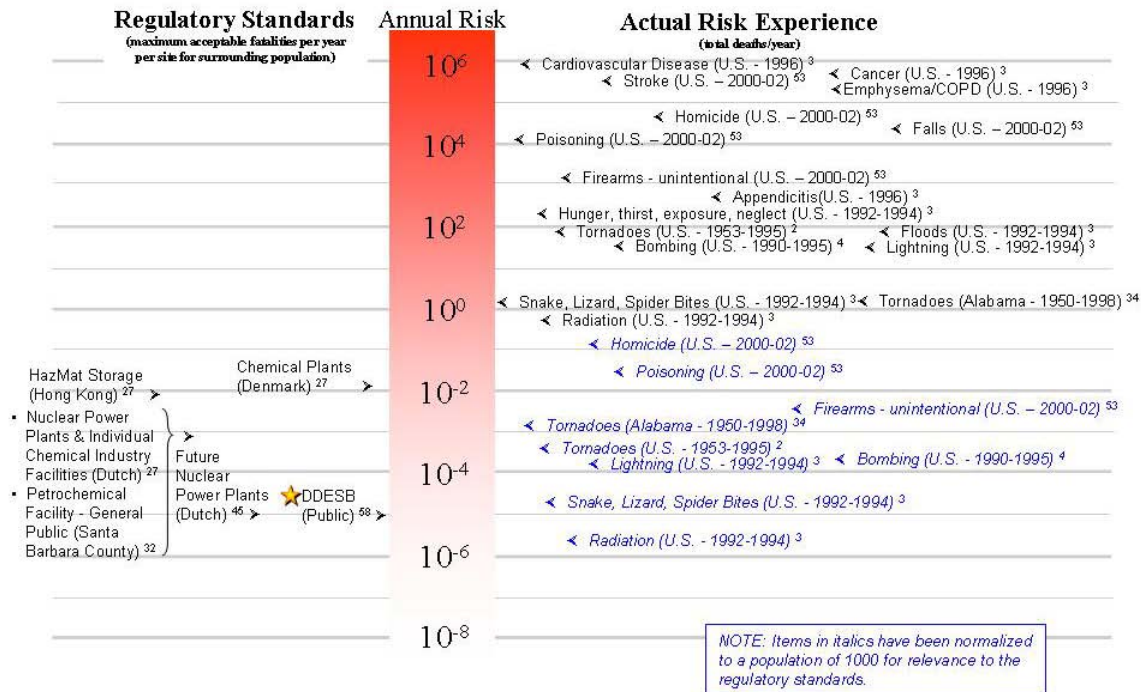 Regulatory Standards
(maximum acceptable fatalities per year
per site for surrounding population)
Annual Risk
Actual Risk Experience
(total deaths/year)
10⁶
10⁴
10²
10⁰
10⁻²
10⁻⁴
10⁻⁶
10⁻⁸
HazMat Storage
(Hong Kong) ²⁷
Chemical Plants
(Denmark) ²⁷
• Nuclear Power
Plants & Individual
Chemical Industry
Facilities (Dutch) ²⁷
• Petrochemical
Facility - General
Public (Santa
Barbara County) ³²
Future
Nuclear
Power Plants
(Dutch) ⁴⁵
DDESB
(Public) ⁵⁸
Cardiovascular Disease (U.S. - 1996) ³
Cancer (U.S. - 1996) ³
Stroke (U.S. – 2000-02) ⁵³
Emphysema/COPD (U.S. - 1996) ³
Homicide (U.S. – 2000-02) ⁵³
Falls (U.S. – 2000-02) ⁵³
Poisoning (U.S. – 2000-02) ⁵³
Firearms - unintentional (U.S. – 2000-02) ⁵³
Appendicitis(U.S. - 1996) ³
Hunger, thirst, exposure, neglect (U.S. - 1992-1994) ³
Tornadoes (U.S. - 1953-1995) ²
Floods (U.S. - 1992-1994) ³
Bombing (U.S. - 1990-1995) ⁴
Lightning (U.S. - 1992-1994) ³
Snake, Lizard, Spider Bites (U.S. - 1992-1994) ³
Tornadoes (Alabama - 1950-1998) ³⁴
Radiation (U.S. - 1992-1994) ³
Homicide (U.S. – 2000-02) ⁵³
Poisoning (U.S. – 2000-02) ⁵³
Firearms - unintentional (U.S. – 2000-02) ⁵³
Tornadoes (Alabama - 1950-1998) ³⁴
Tornadoes (U.S. - 1953-1995) ²
Lightning (U.S. - 1992-1994) ³
Bombing (U.S. - 1990-1995) ⁴
Snake, Lizard, Spider Bites (U.S. - 1992-1994) ³
Radiation (U.S. - 1992-1994) ³
NOTE: Items in italics have been normalized
to a population of 1000 for relevance to the
regulatory standards.